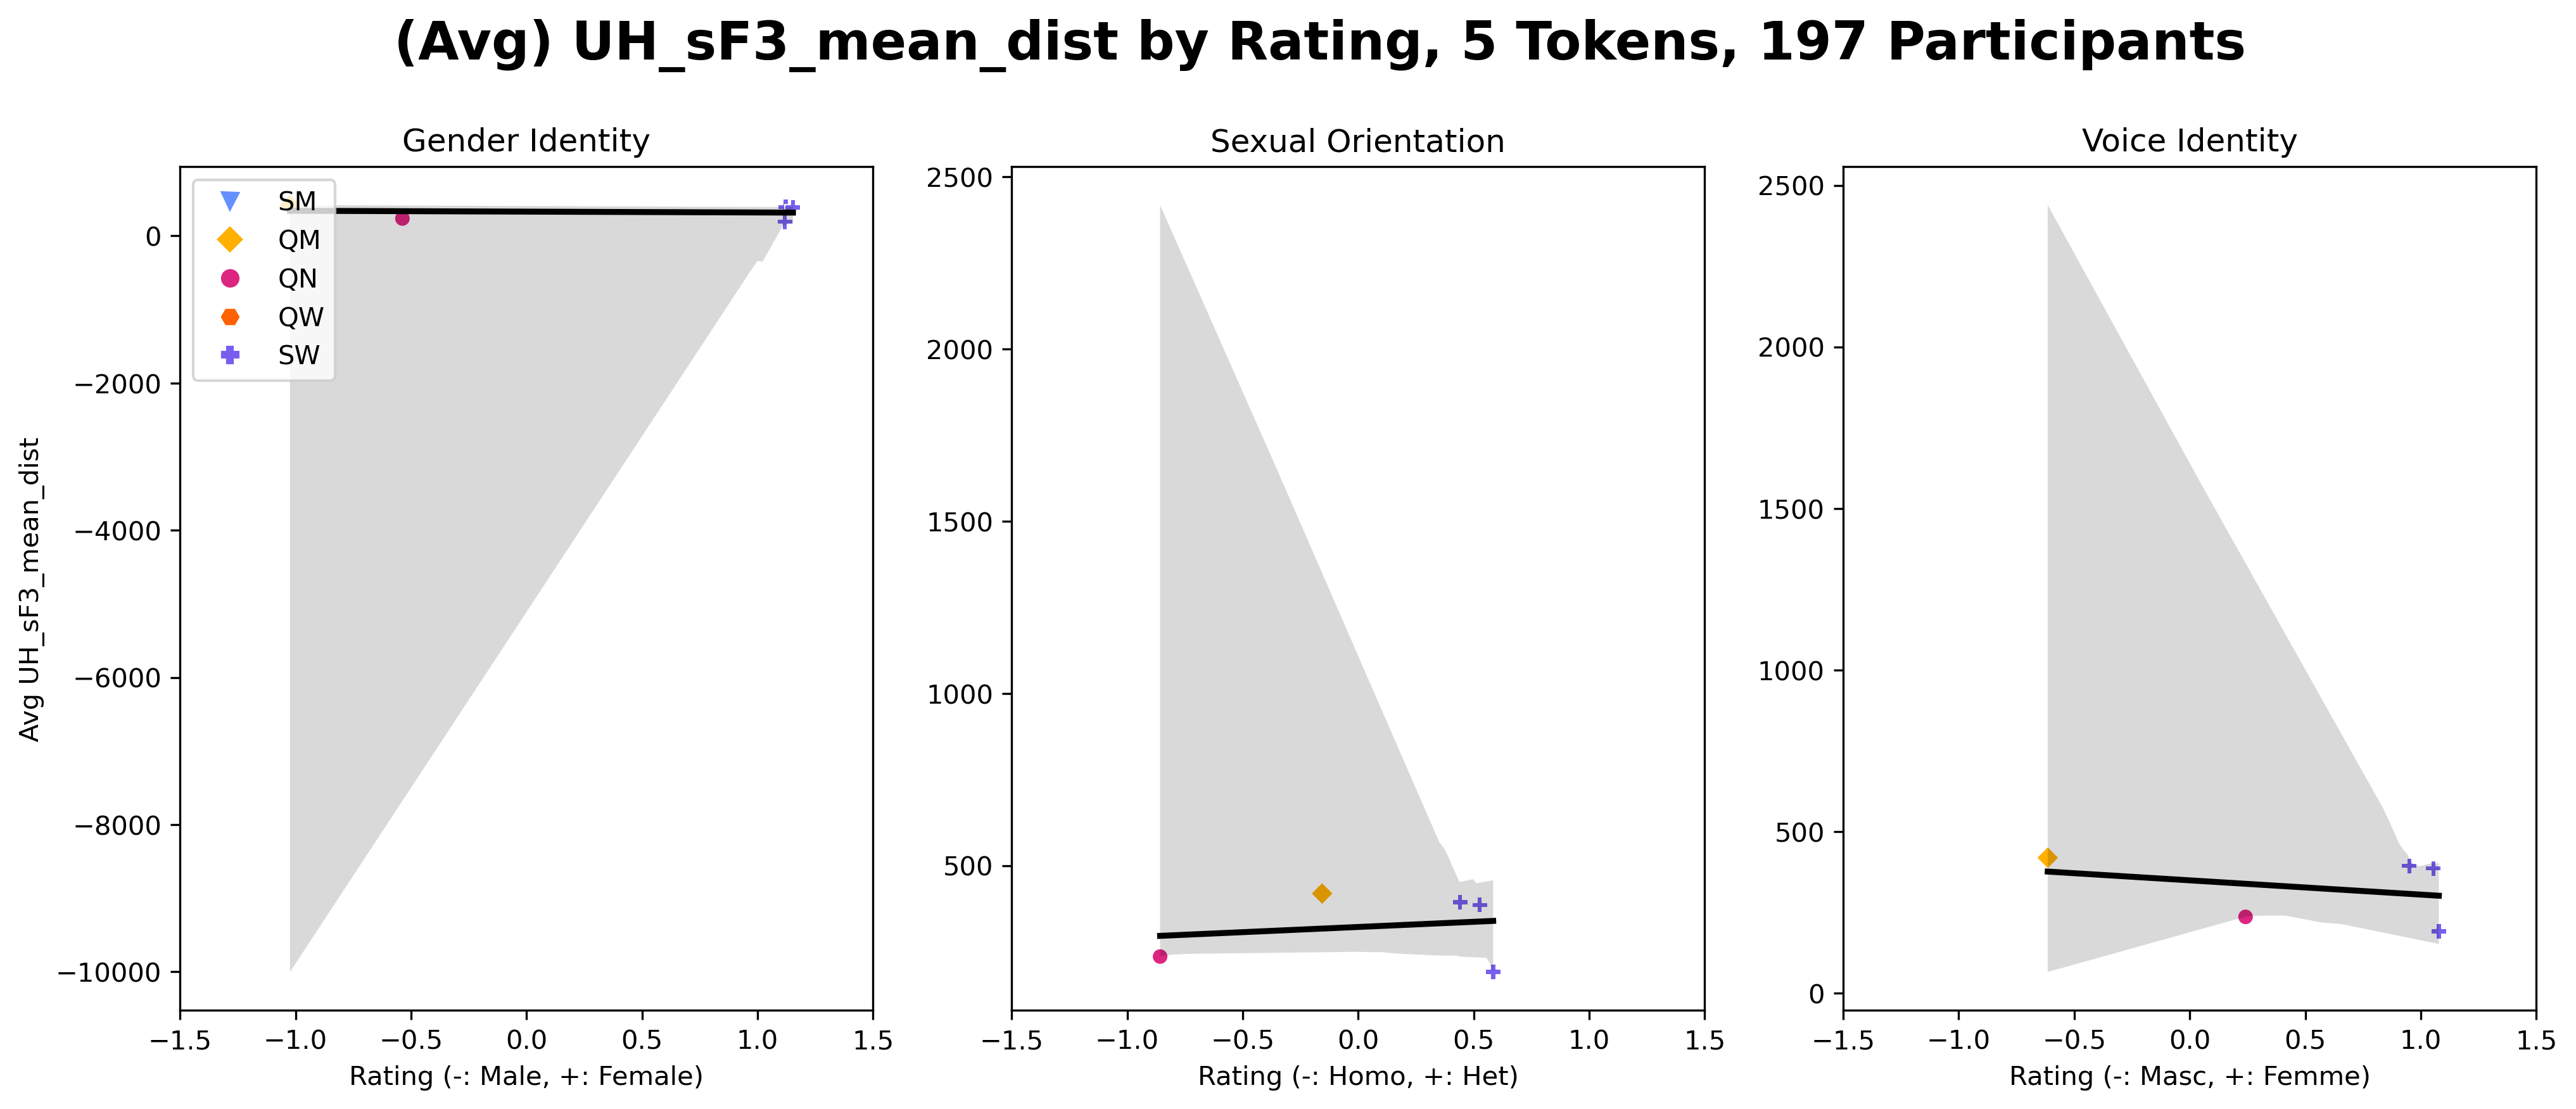 (Avg) UH_sF3_mean_dist by Rating, 5 Tokens, 197 Participants
Gender Identity
SM
QM
QN
QW
SW
0
−2000
−4000
−6000
−8000
−10000
Avg UH_sF3_mean_dist
−1.5
−1.0
−0.5
0.0
0.5
1.0
1.5
Rating (-: Male, +: Female)
Sexual Orientation
2500
2000
1500
1000
500
−1.5
−1.0
−0.5
0.0
0.5
1.0
1.5
Rating (-: Homo, +: Het)
Voice Identity
2500
2000
1500
1000
500
0
−1.5
−1.0
−0.5
0.0
0.5
1.0
1.5
Rating (-: Masc, +: Femme)